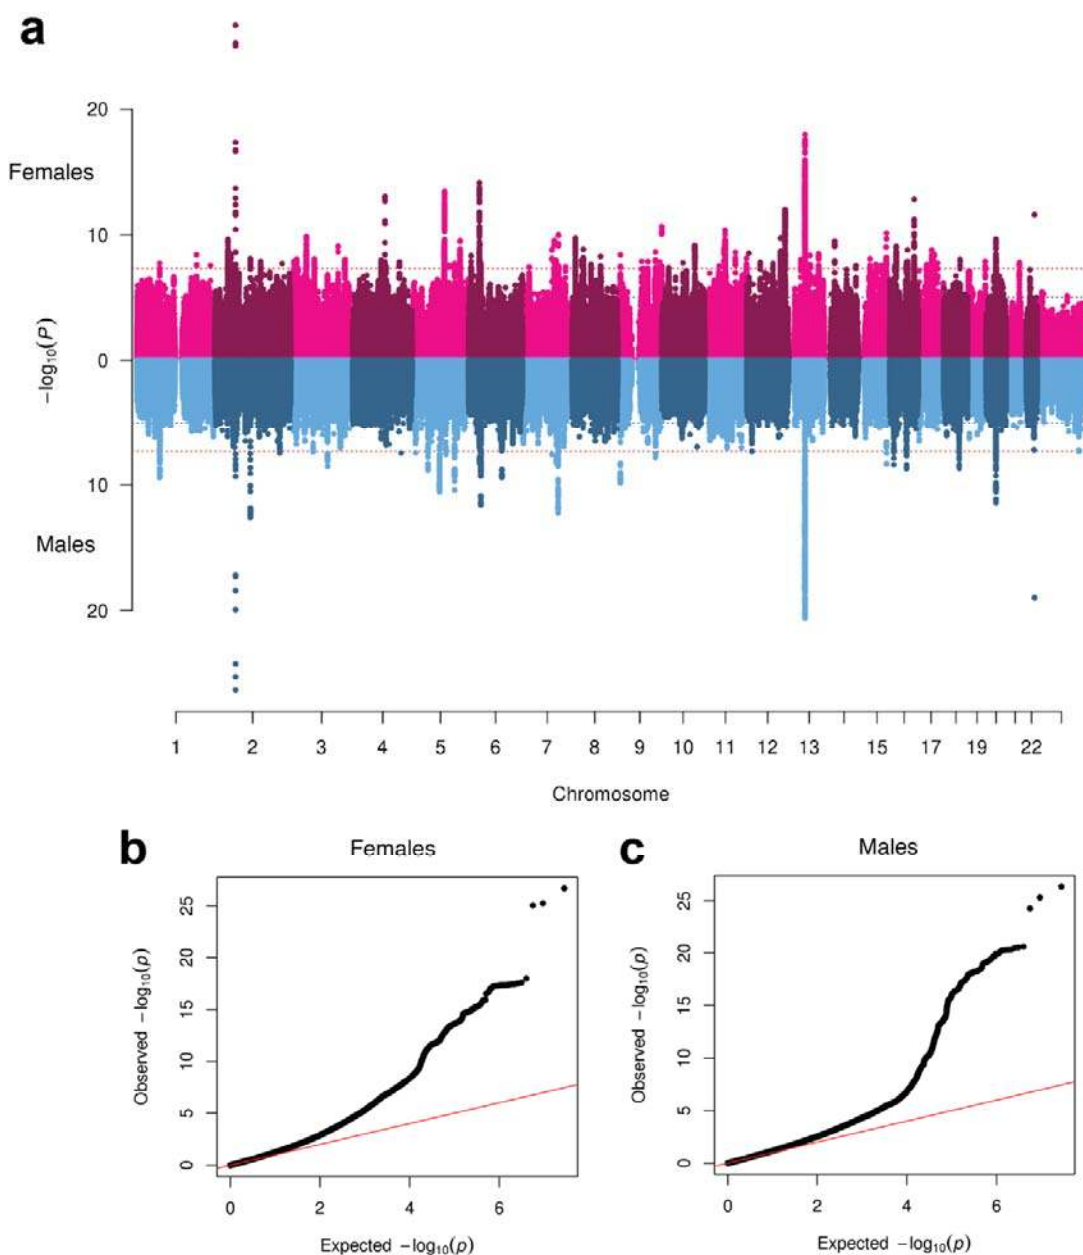 a
20
Females
10
−log10(P)
0
10
Males
20
1 2 3 4 5 6 7 8 9 10 11 12 13 15 17 19 22
Chromosome
b Females
Observed −log10(p)
25
20
15
10
5
0
0 2 4 6
Expected −log10(p)
c Males
Observed −log10(p)
25
20
15
10
5
0
0 2 4 6
Expected −log10(p)